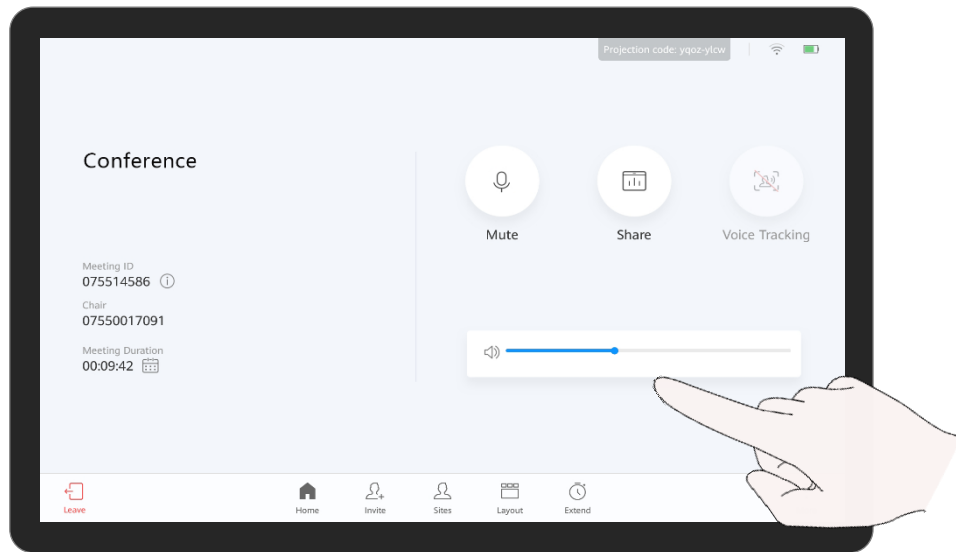 Projection code: yqoz-ylcw
Conference
Mute
Share
Voice Tracking
Meeting ID
075514586
Chair
07550017091
Meeting Duration
00:09:42
Leave
Home
Invite
Sites
Layout
Extend